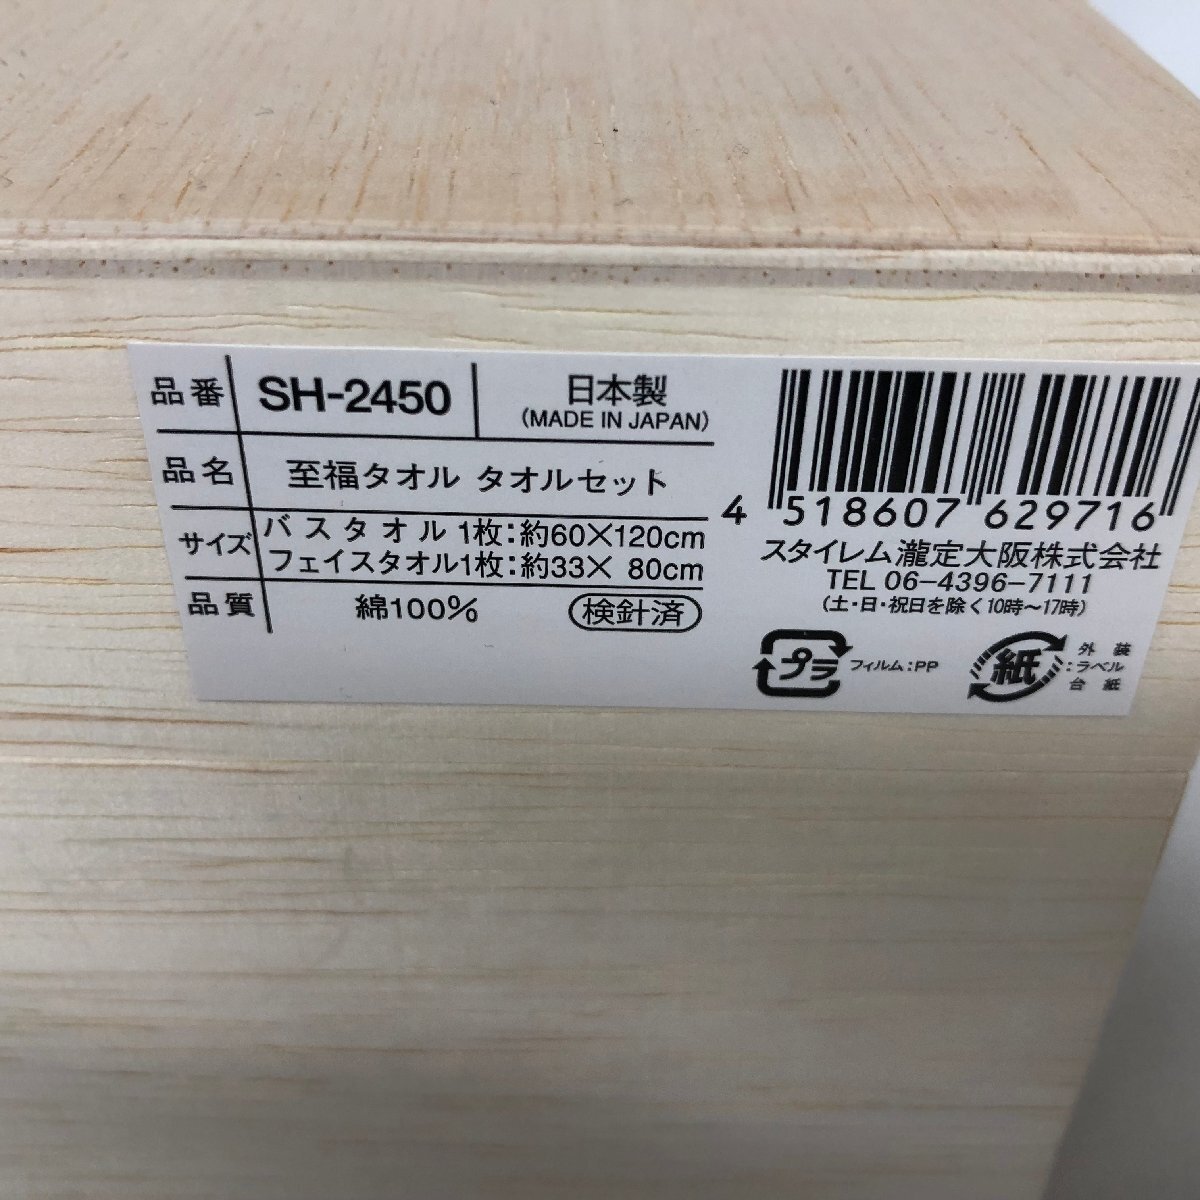 品番 SH-2450 日本製
(MADE IN JAPAN)
品名 至福タオル タオルセット
サイズ バスタオル 1枚:約60×120cm
フェイスタオル1枚:約33× 80cm
品質 綿100% 検針済
4 518607 629716
スタイレム瀧定大阪株式会社
TEL 06-4396-7111
(土・日・祝日を除く10時〜17時)
プラ フィルム:PP
紙 外装
:ラベル
台紙